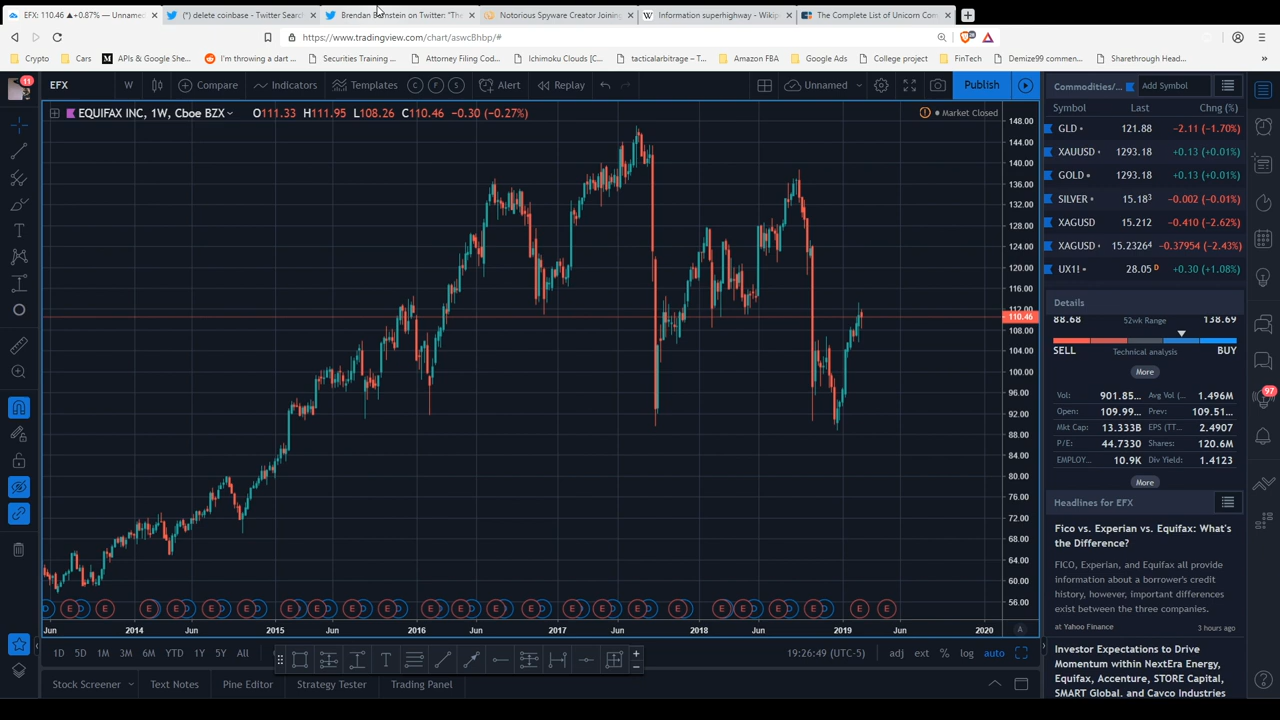 EFX: 110.46 ▲+0.87% — Unnamed
(*) delete coinbase - Twitter Search
Brendan Bernstein on Twitter: "The
Notorious Spyware Creator Joining
Information superhighway - Wikip
The Complete List of Unicorn Com
https://www.tradingview.com/chart/aswcBhbp/#
Crypto
Cars
APIs & Google She...
I'm throwing a dart ...
Securities Training ...
Attorney Filing Cod...
Ichimoku Clouds [C...
tacticalarbitrage – T...
Amazon FBA
Google Ads
College project
FinTech
Demize99 commen...
Sharethrough Head...
11
EFX
W
Compare
Indicators
Templates
C
F
S
Alert
Replay
Unnamed
Publish
Commodities/...
Add Symbol
EQUIFAX INC, 1W, Cboe BZX
O111.33 H111.95 L108.26 C110.46 -0.30 (-0.27%)
Market Closed
Symbol Last Chng (%)
GLD 121.88 -2.11 (-1.70%)
XAUUSD 1293.18 +0.13 (+0.01%)
GOLD 1293.18 +0.13 (+0.01%)
SILVER 15.18³ -0.002 (-0.01%)
XAGUSD 15.212 -0.410 (-2.62%)
XAGUSD 15.23264 -0.37954 (-2.43%)
UX1! 28.05 D +0.30 (+1.08%)
148.00
144.00
140.00
136.00
132.00
128.00
124.00
120.00
116.00
112.00
110.46
108.00
104.00
100.00
96.00
92.00
88.00
84.00
80.00
76.00
72.00
68.00
64.00
60.00
56.00
Details
88.68 52wk Range 138.69
SELL Technical analysis BUY
More
Vol: 901.85... Avg Vol (... 1.496M
Open: 109.99... Prev: 109.51...
Mkt Cap: 13.333B EPS (TT... 2.4907
P/E: 44.7330 Shares: 120.6M
EMPLOY... 10.9K Div Yield: 1.4123
More
97
Headlines for EFX
Fico vs. Experian vs. Equifax: What's
the Difference?
FICO, Experian, and Equifax all provide
information about a borrower's credit
history, however, important differences
exist between the three companies.
at Yahoo Finance 3 hours ago
Investor Expectations to Drive
Momentum within NextEra Energy,
Equifax, Accenture, STORE Capital,
SMART Global, and Cavco Industries
D E D E E D E D E D E D E D E D E D E D E D E E D E D E D E E D E D E E D E D E E
Jun 2014 Jun 2015 Jun 2016 Jun 2017 Jun 2018 Jun 2019 Jun 2020
A
1D 5D 1M 3M 6M YTD 1Y 5Y All
T
19:26:49 (UTC-5)
adj ext % log auto
Stock Screener
Text Notes
Pine Editor
Strategy Tester
Trading Panel